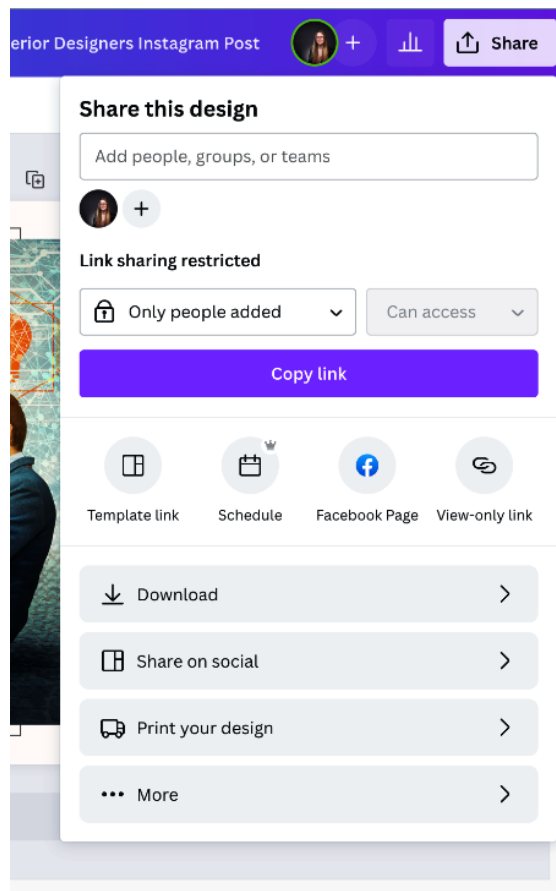 erior Designers Instagram Post
Share
Share this design
Add people, groups, or teams
Link sharing restricted
Only people added
Can access
Copy link
Template link
Schedule
Facebook Page
View-only link
Download
Share on social
Print your design
More